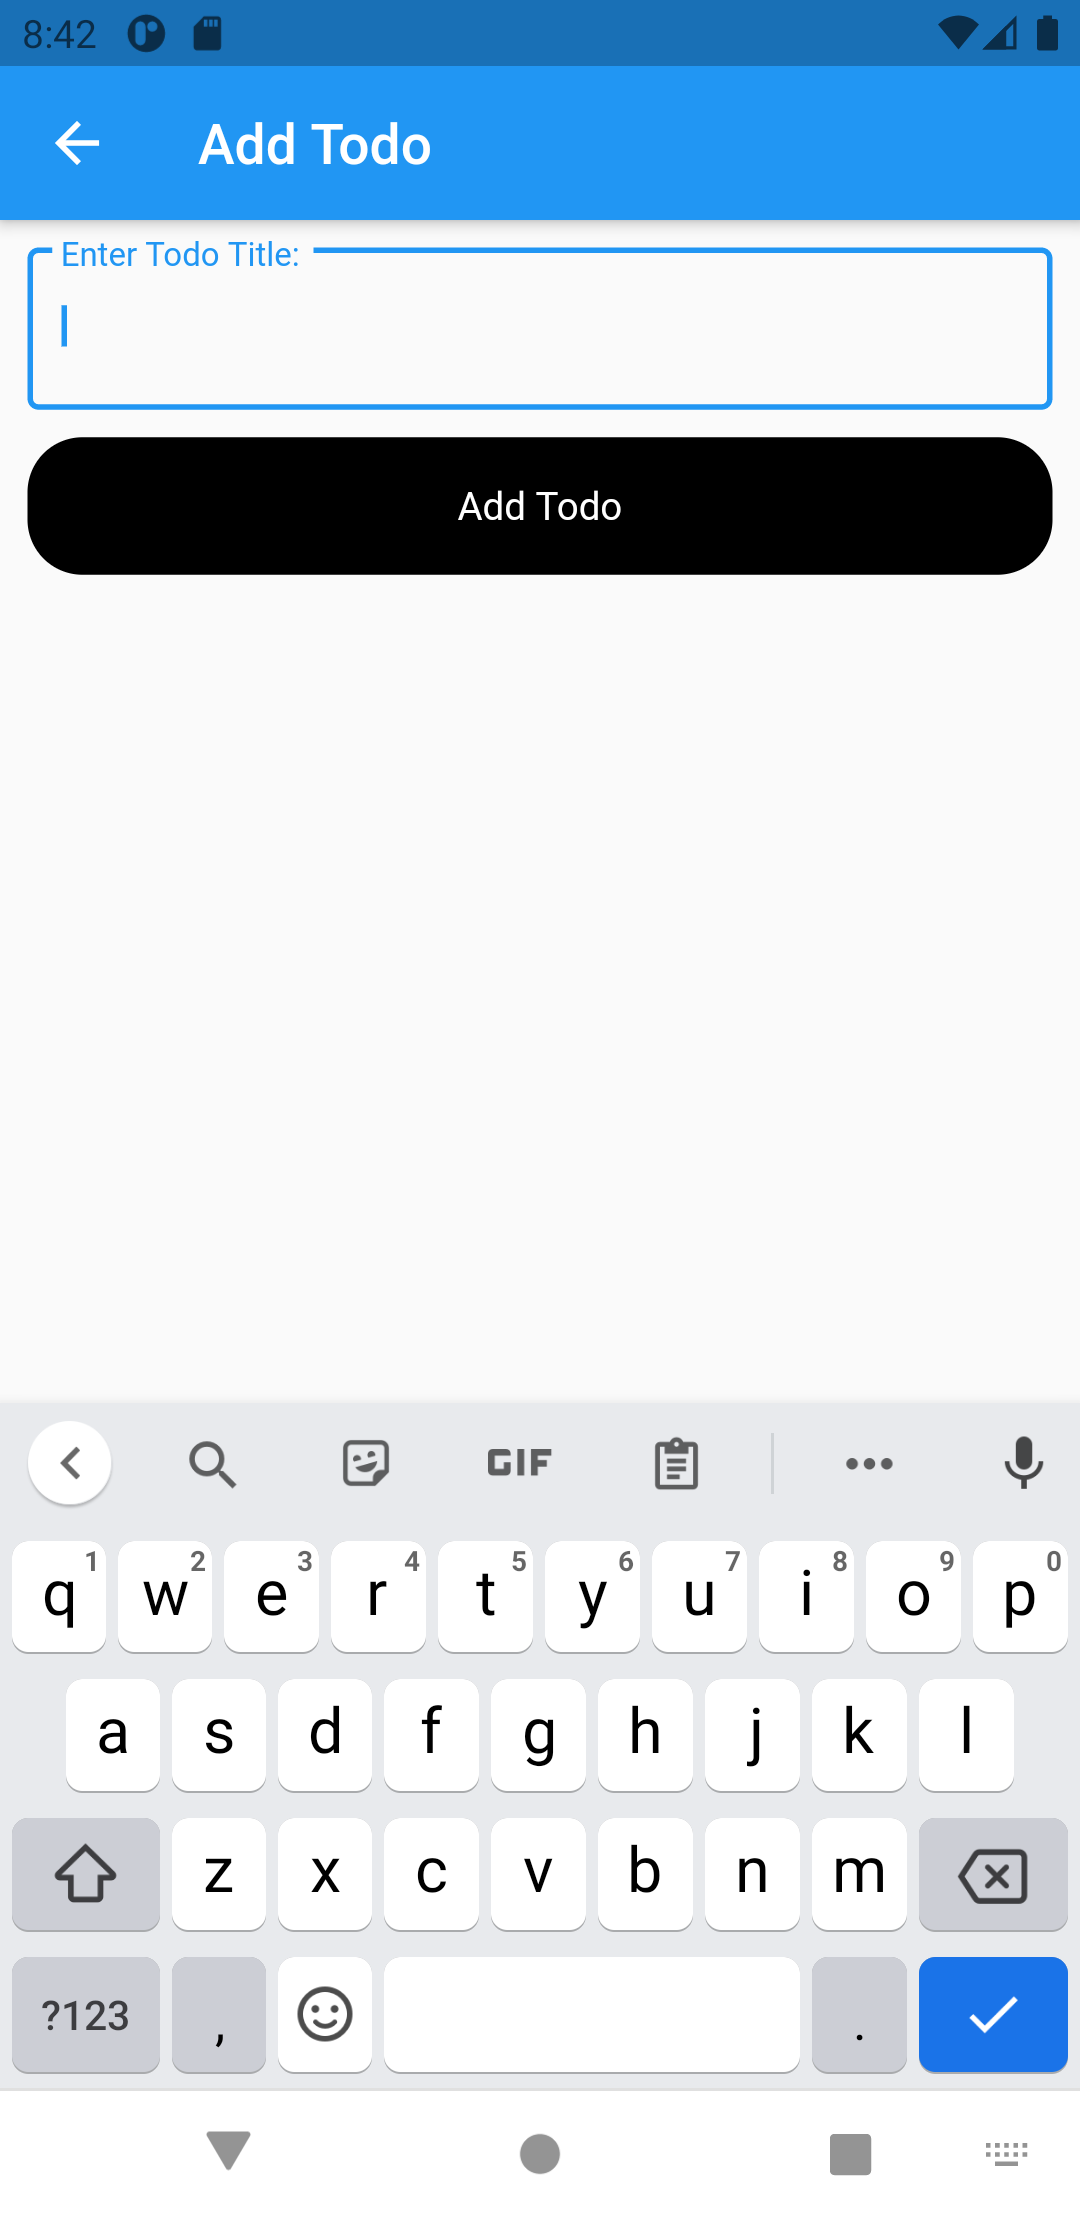 8:42
Add Todo
Enter Todo Title:
Add Todo
GIF
q 1 w 2 e 3 r 4 t 5 y 6 u 7 i 8 o 9 p 0
a s d f g h j k l
z x c v b n m
?123 , .